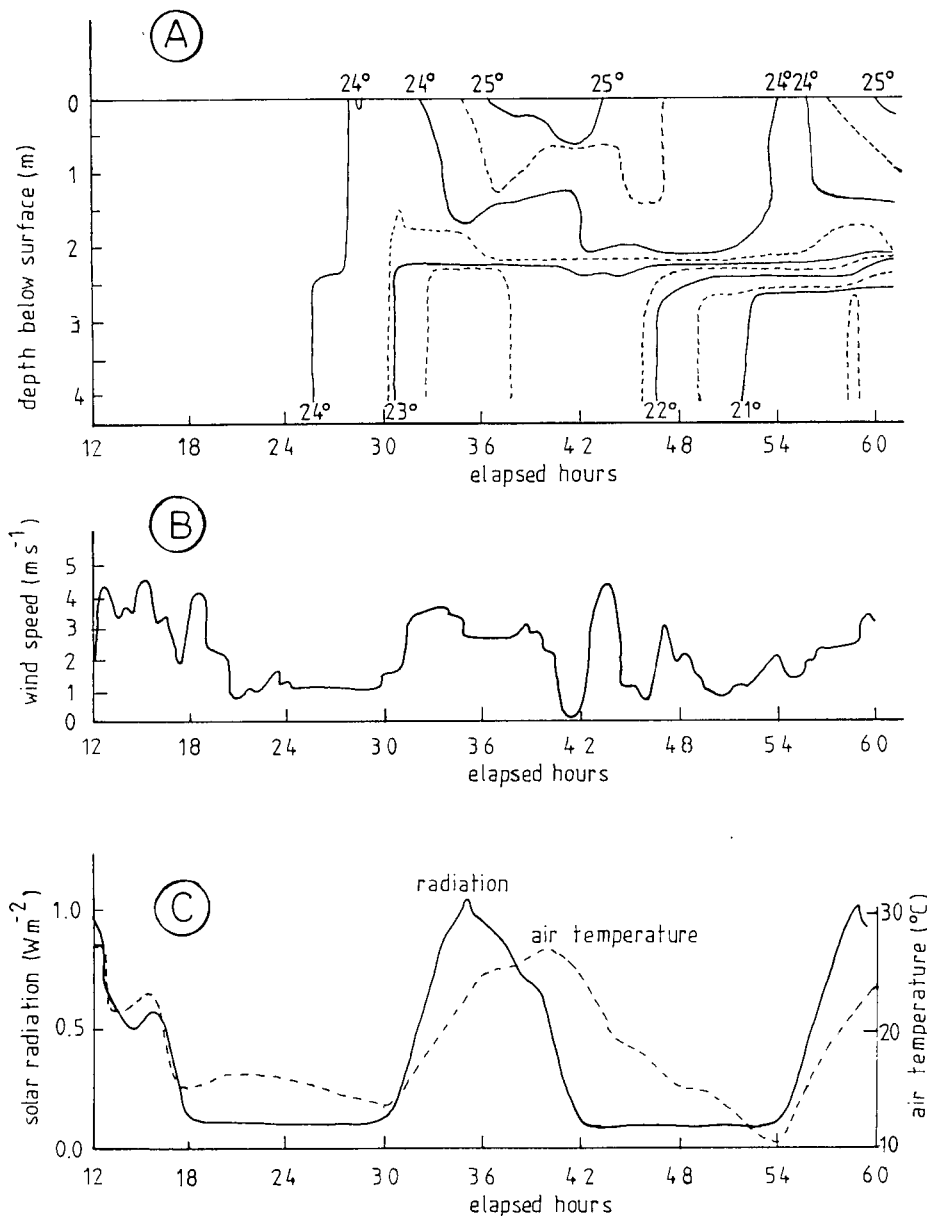 A
24° 24° 25° 25° 24° 24° 25°
0
1
2
3
4
depth below surface (m)
24° 23° 22° 21°
12 18 24 30 36 42 48 54 60
elapsed hours
B
5
4
3
2
1
0
wind speed (m s⁻¹)
12 18 24 30 36 42 48 54 60
elapsed hours
C
radiation
air temperature
1.0
0.5
0.0
solar radiation (Wm⁻²)
30
20
10
air temperature (°C)
12 18 24 30 36 42 48 54 60
elapsed hours